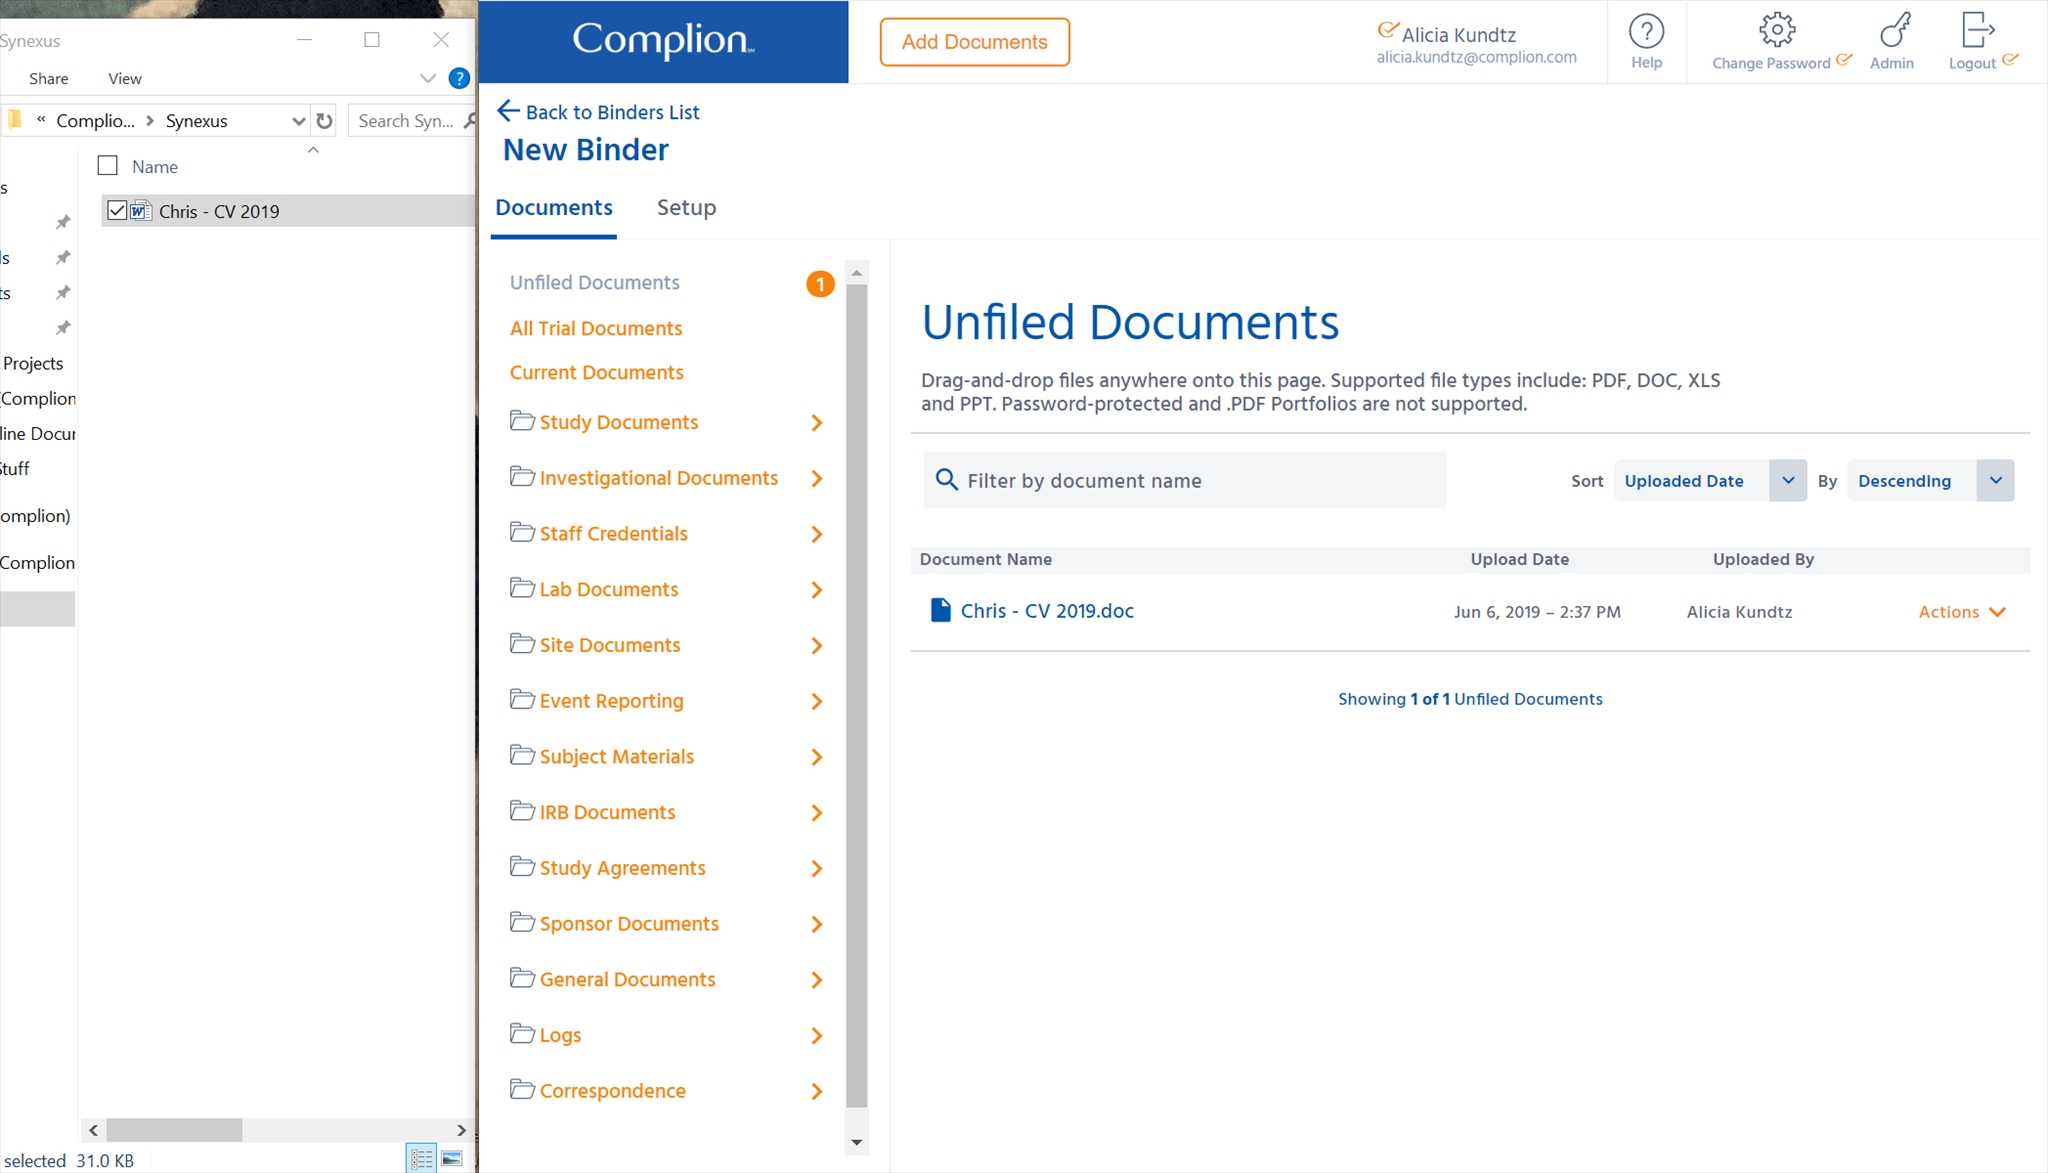 Synexus
Share View ?
« Complio... > Synexus Search Syn...
Name
Chris - CV 2019
s
ls
ts
Projects
(Complion
line Docur
Stuff
omplion)
Complion
selected 31.0 KB
Complion
Add Documents
Alicia Kundtz
alicia.kundtz@complion.com
Help
Change Password
Admin
Logout
Back to Binders List
New Binder
Documents Setup
Unfiled Documents 1
All Trial Documents
Current Documents
Study Documents
Investigational Documents
Staff Credentials
Lab Documents
Site Documents
Event Reporting
Subject Materials
IRB Documents
Study Agreements
Sponsor Documents
General Documents
Logs
Correspondence
Unfiled Documents
Drag-and-drop files anywhere onto this page. Supported file types include: PDF, DOC, XLS
and PPT. Password-protected and .PDF Portfolios are not supported.
Filter by document name Sort Uploaded Date By Descending
Document Name Upload Date Uploaded By
Chris - CV 2019.doc Jun 6, 2019 – 2:37 PM Alicia Kundtz Actions
Showing 1 of 1 Unfiled Documents